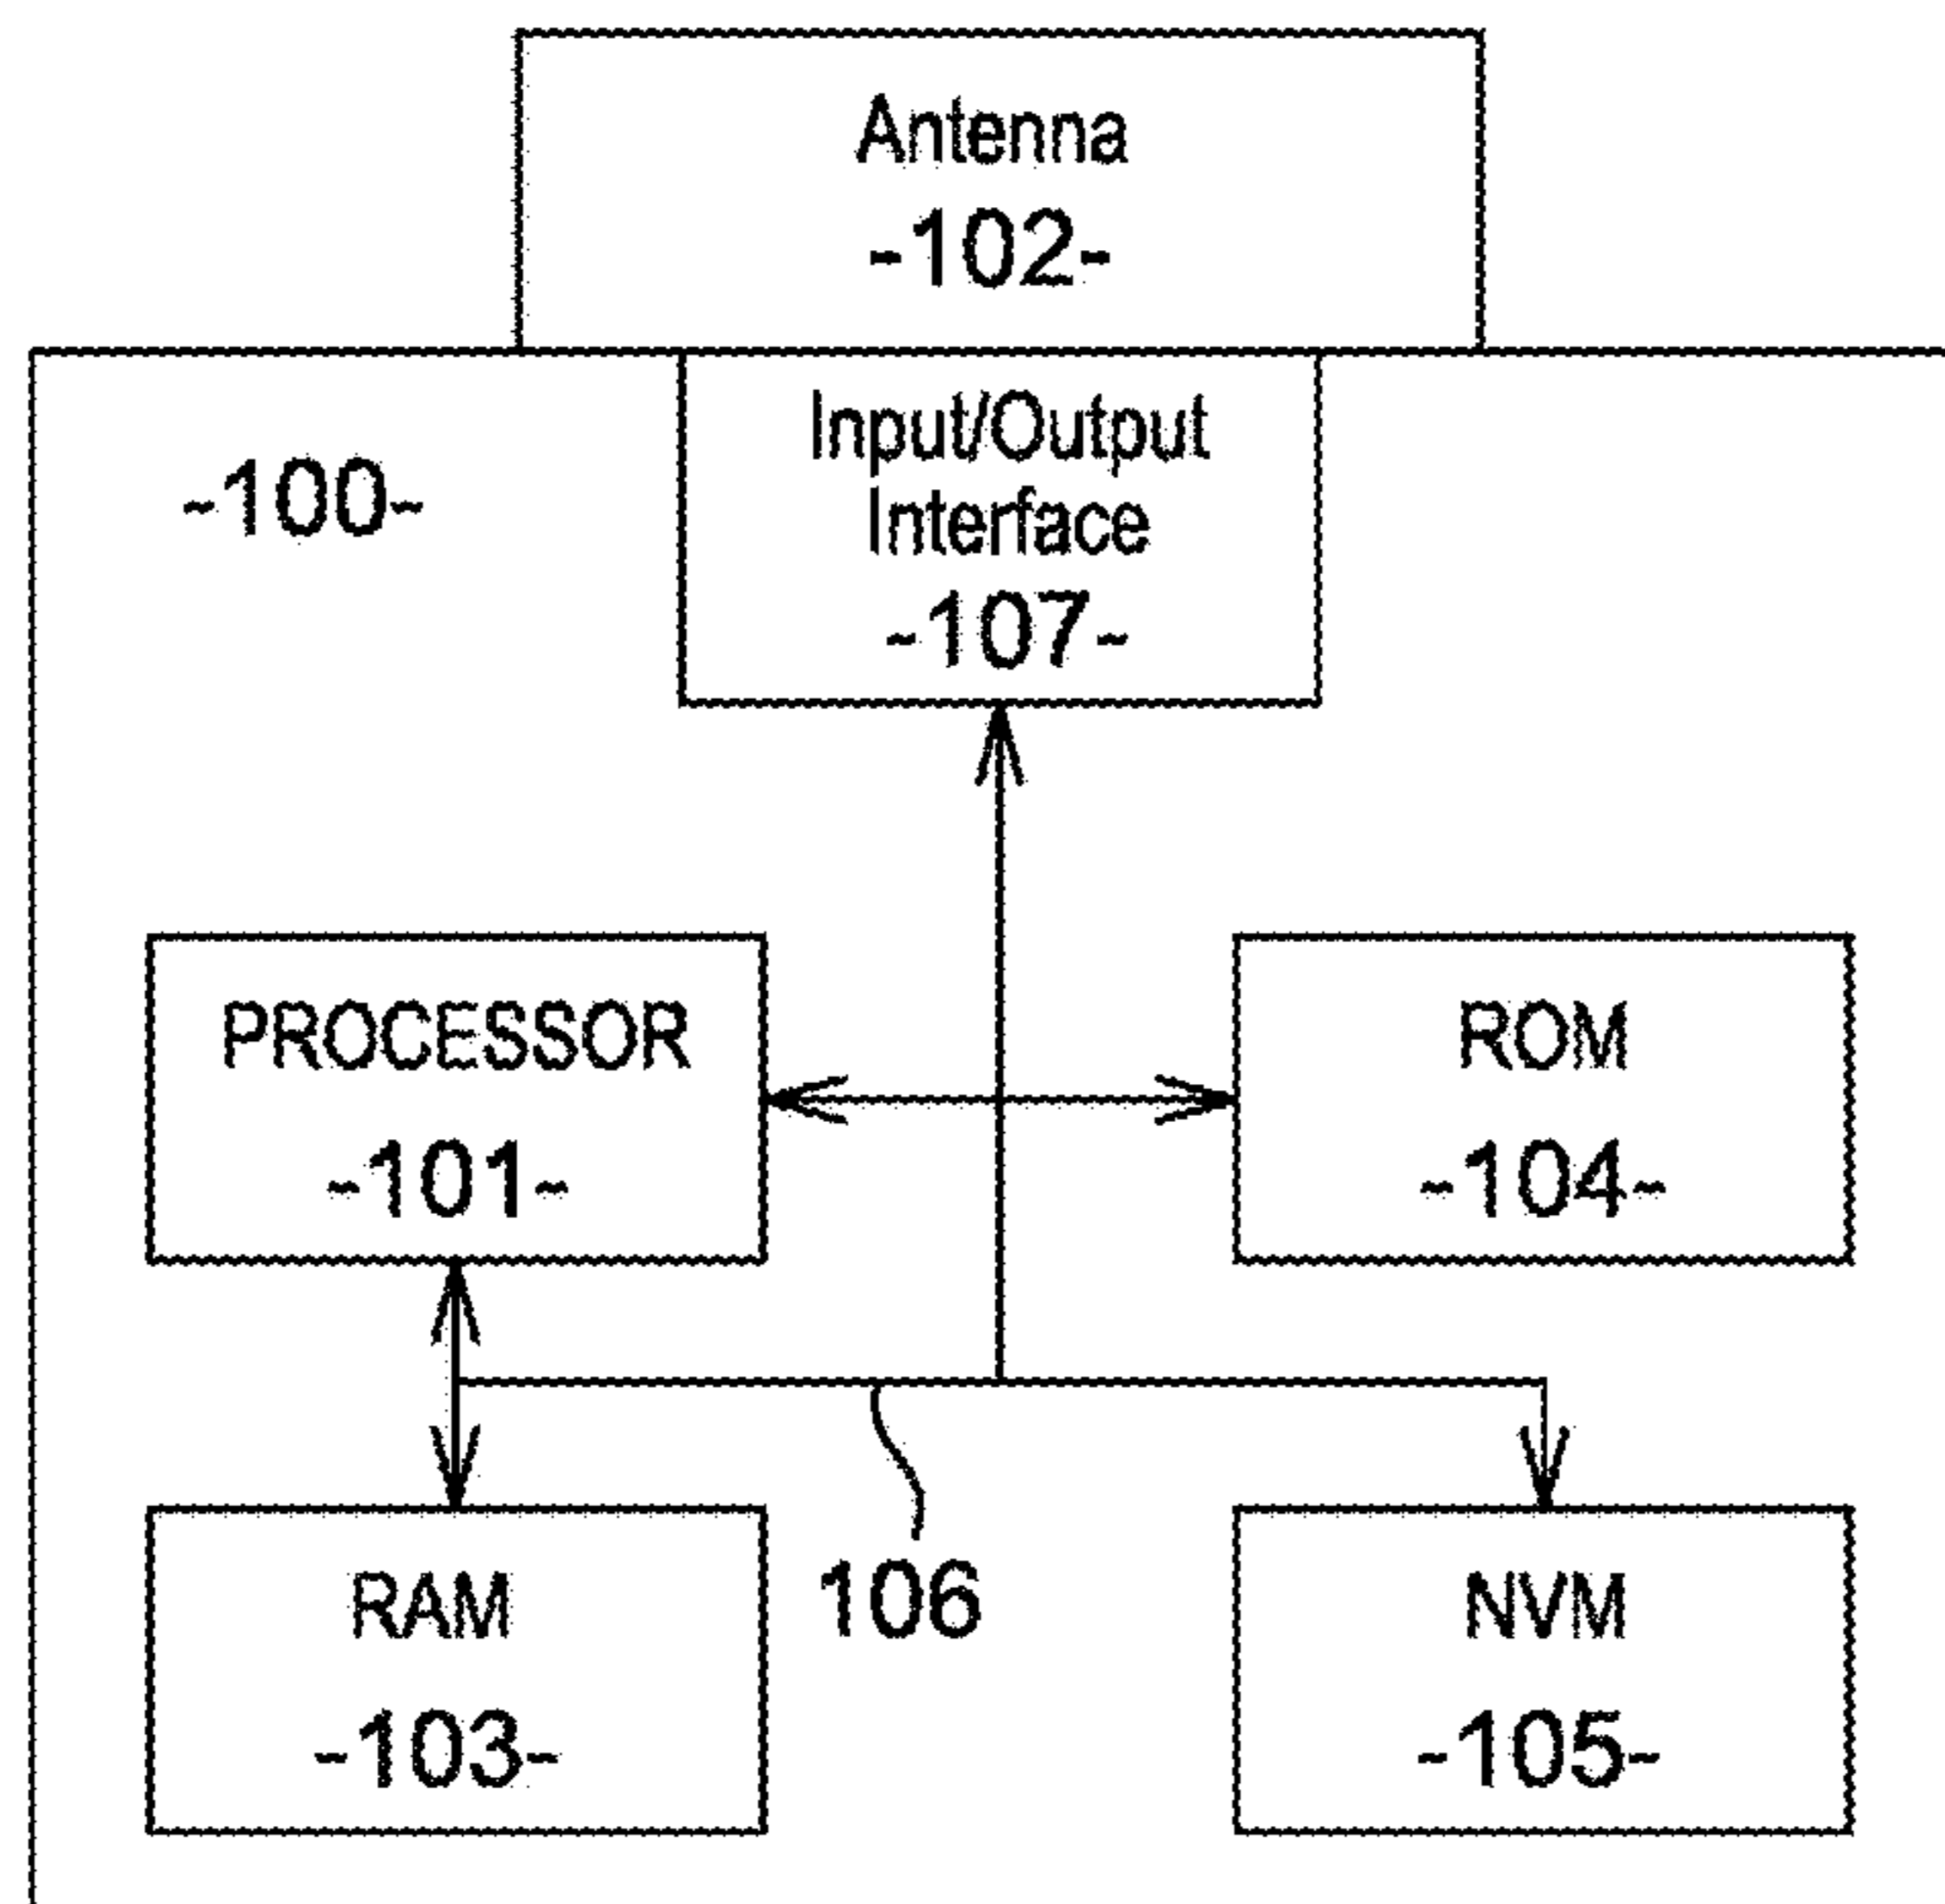 Antenna
-102-
Input/Output
Interface
-107-
-100-
PROCESSOR
-101-
ROM
-104-
RAM
-103-
106
NVM
-105-